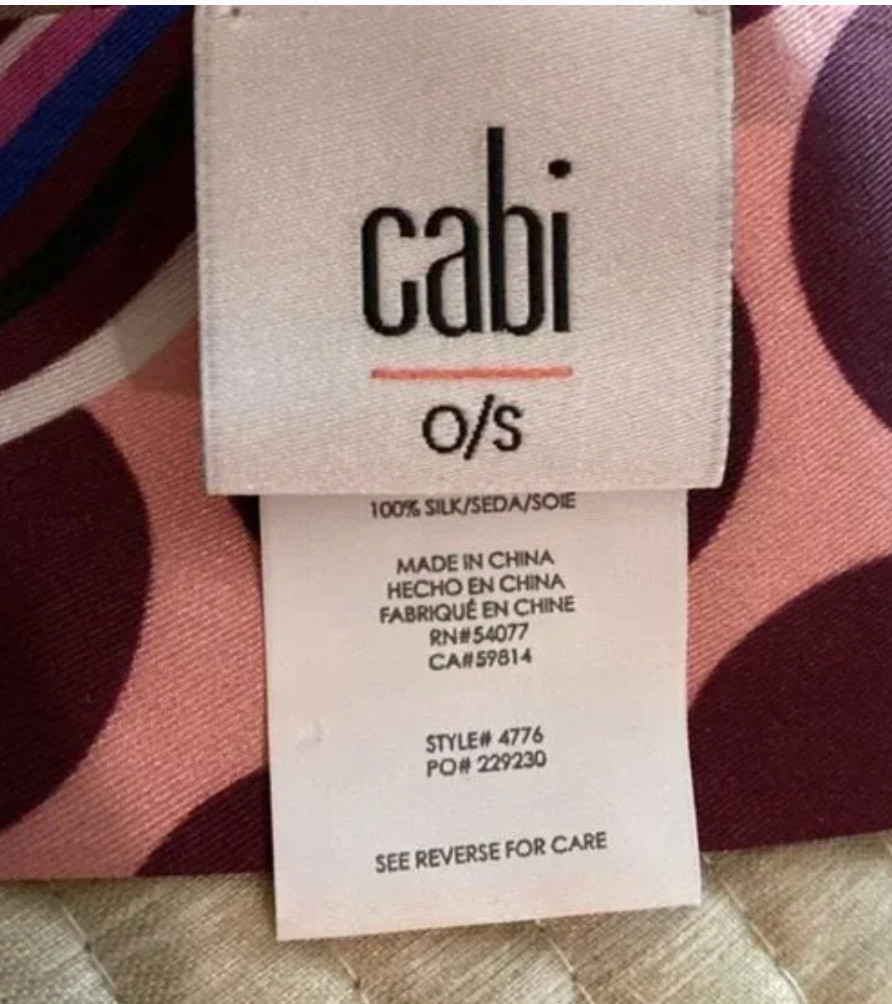 cabi
O/S
100% SILK/SEDA/SOIE
MADE IN CHINA
HECHO EN CHINA
FABRIQUÉ EN CHINE
RN#54077
CA#59814
STYLE# 4776
PO# 229230
SEE REVERSE FOR CARE